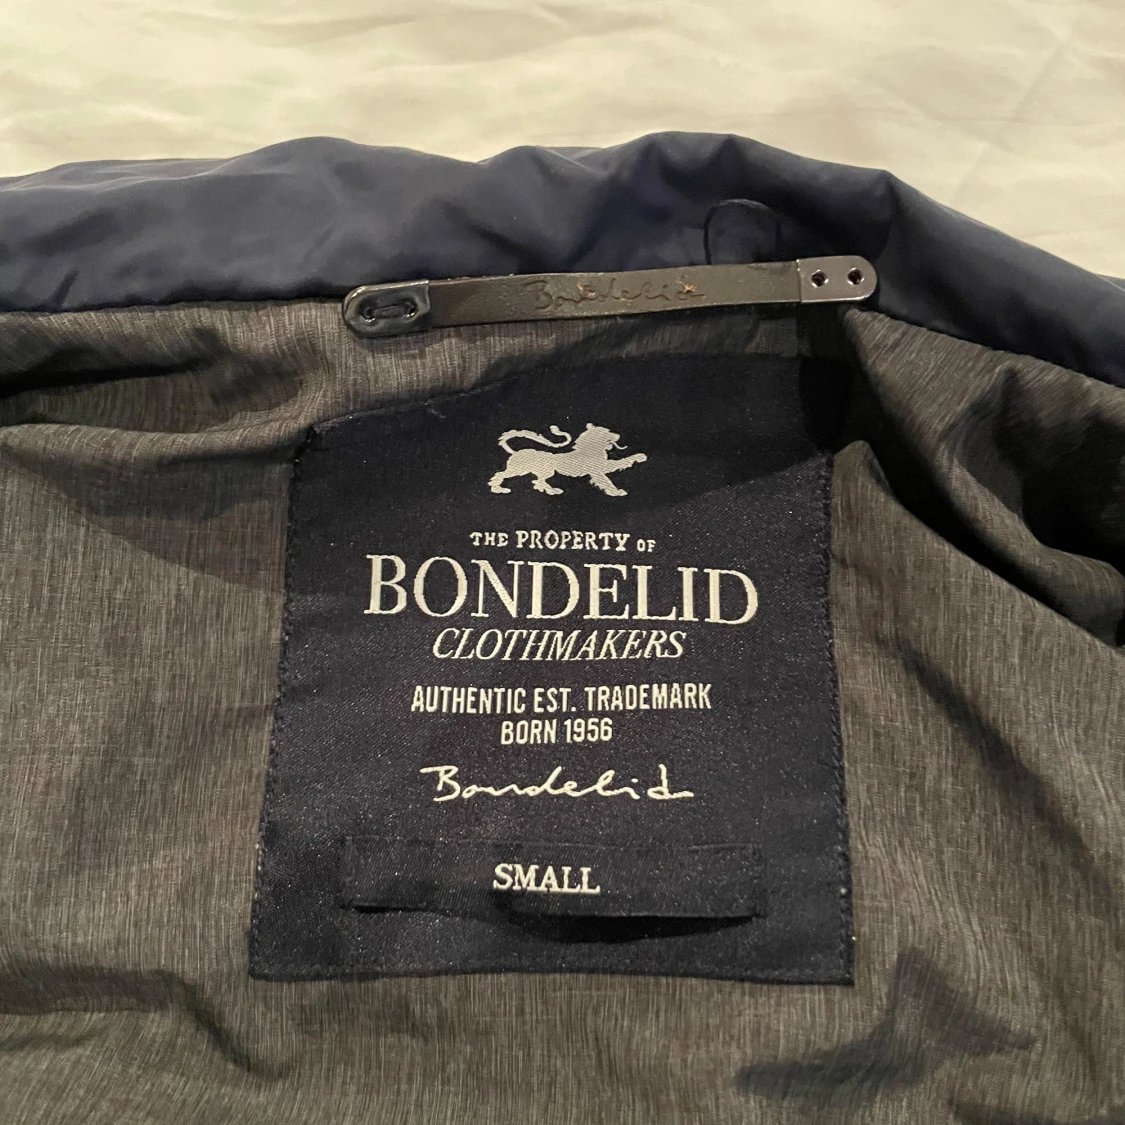 Bondelid
THE PROPERTY OF
BONDELID
CLOTHMAKERS
AUTHENTIC EST. TRADEMARK
BORN 1956
Bondelid
SMALL